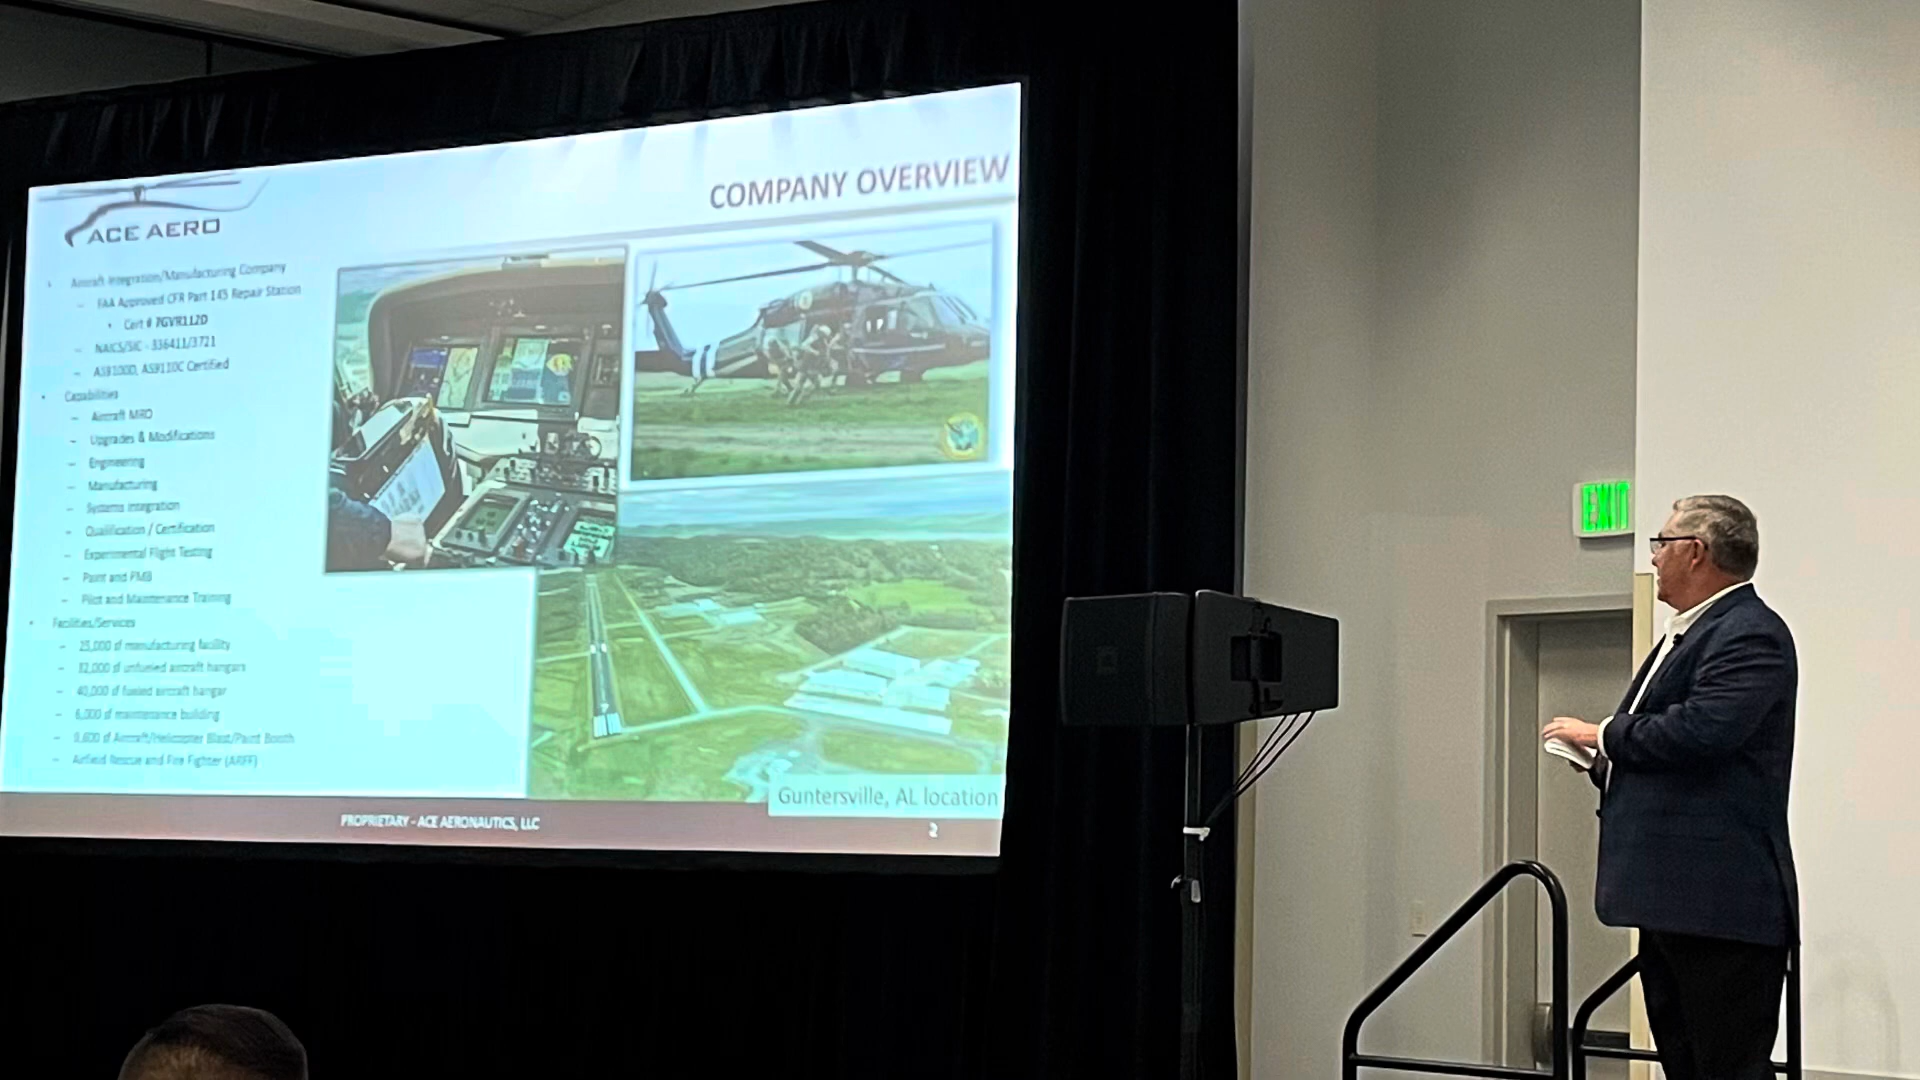 COMPANY OVERVIEW
ACE AERO
Aircraft Integration/Manufacturing Company
– FAA Approved CFR Part 145 Repair Station
• Cert # 7GVR112D
– NAICS/SIC - 336411/3721
– AS9100D, AS9110C Certified
• Capabilities
– Aircraft MRO
– Upgrades & Modifications
– Engineering
– Manufacturing
– Systems Integration
– Qualification / Certification
– Experimental Flight Testing
– Paint and PMB
– Pilot and Maintenance Training
• Facilities/Services
– 25,000 sf manufacturing facility
– 32,000 sf unfueled aircraft hangars
– 40,000 sf fueled aircraft hangar
– 6,000 sf maintenance building
– 9,600 sf Aircraft/Helicopter Blast/Paint Booth
– Airfield Rescue and Fire Fighter (ARFF)
Guntersville, AL location
PROPRIETARY - ACE AERONAUTICS, LLC
2
EXIT